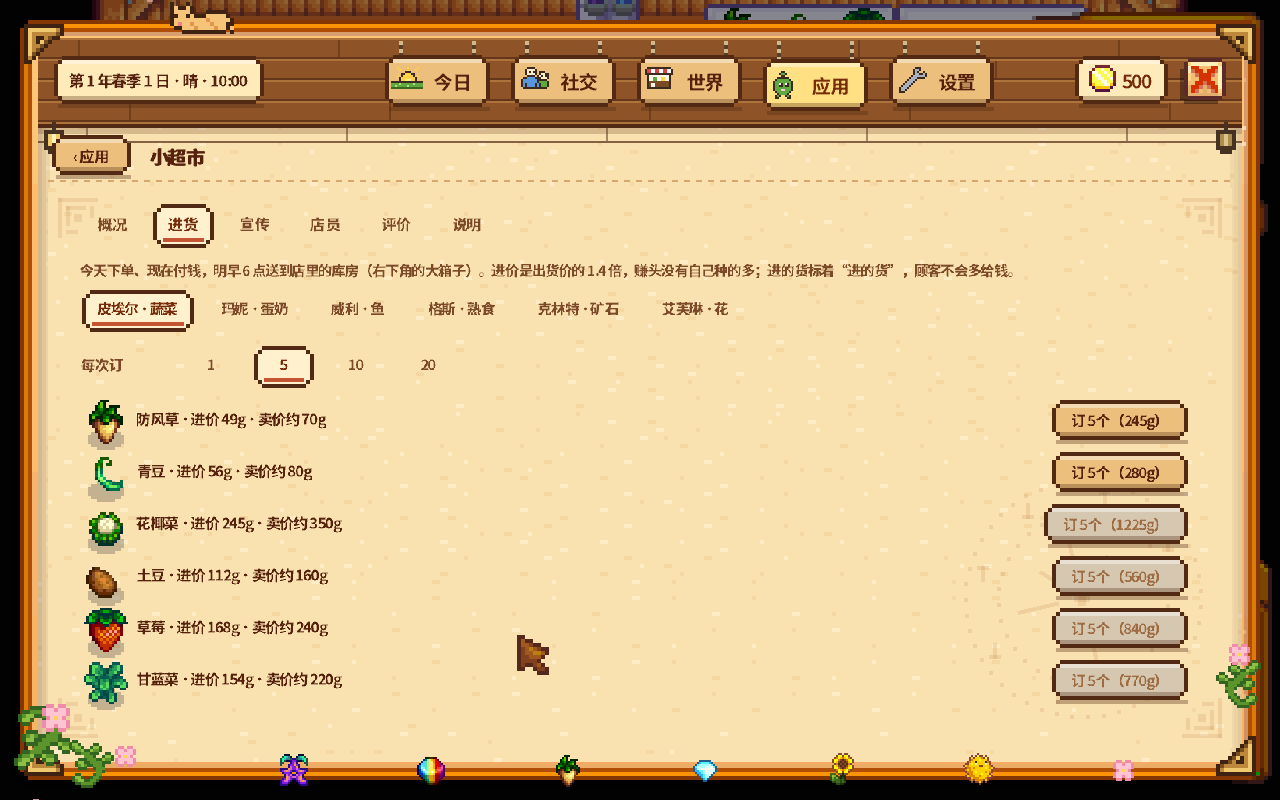 第1年春季1日·晴·10:00
今日
社交
世界
应用
设置
500
‹应用
小超市
概况 进货 宣传 店员 评价 说明
今天下单、现在付钱，明早6点送到店里的库房（右下角的大箱子）。进价是出货价的1.4倍，赚头没有自己种的多；进的货标着“进的货”，顾客不会多给钱。
皮埃尔·蔬菜 玛妮·蛋奶 威利·鱼 格斯·熟食 克林特·矿石 艾芙琳·花
每次订 1 5 10 20
防风草·进价49g·卖价约70g 订5个（245g）
青豆·进价56g·卖价约80g 订5个（280g）
花椰菜·进价245g·卖价约350g 订5个（1225g）
土豆·进价112g·卖价约160g 订5个（560g）
草莓·进价168g·卖价约240g 订5个（840g）
甘蓝菜·进价154g·卖价约220g 订5个（770g）